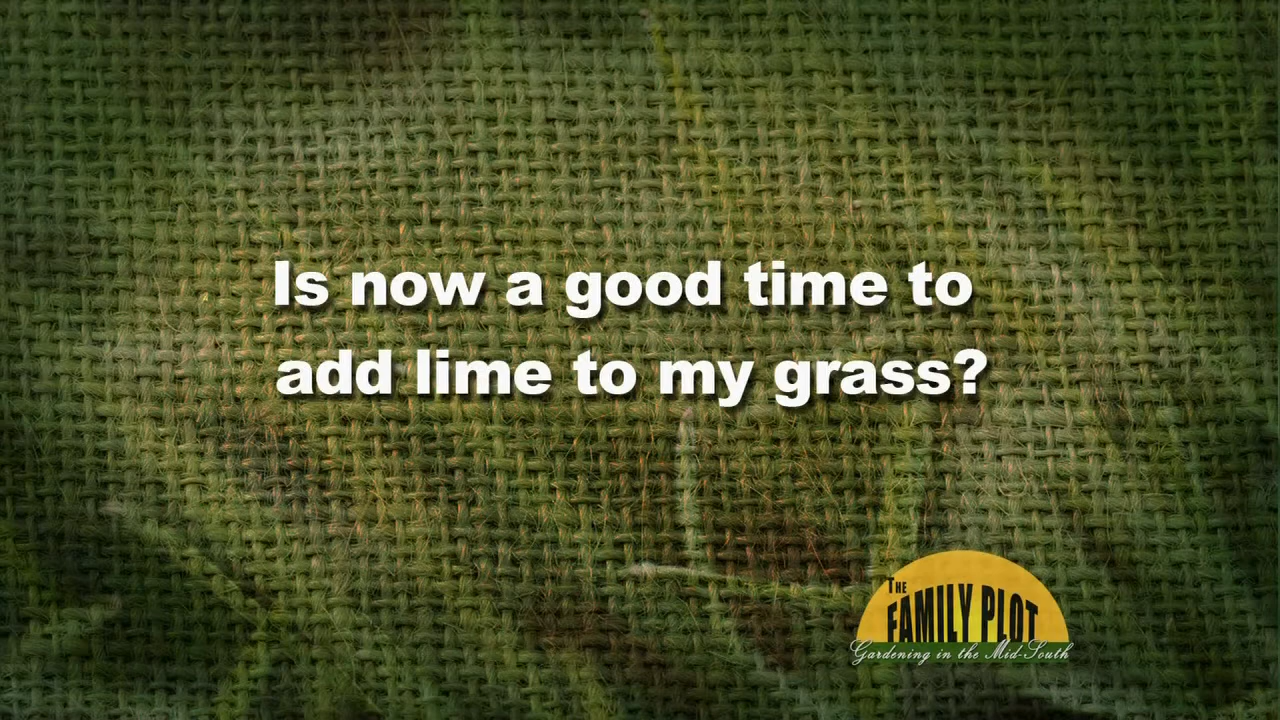 Is now a good time to
add lime to my grass?
THE
FAMILY PLOT
Gardening in the Mid-South